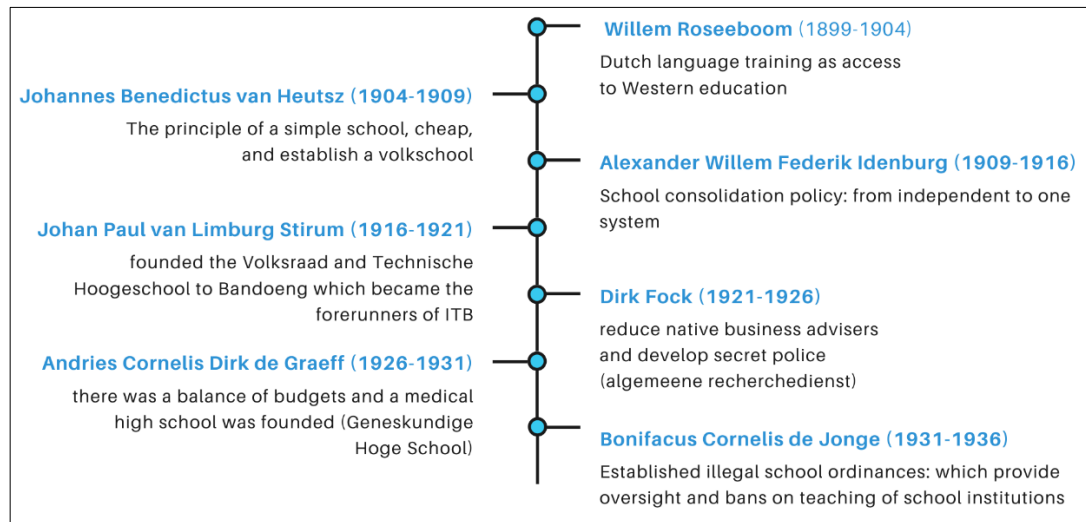 Willem Roseeboom (1899-1904)
Dutch language training as access
to Western education
Johannes Benedictus van Heutsz (1904-1909)
The principle of a simple school, cheap,
and establish a volkschool
Alexander Willem Federik Idenburg (1909-1916)
School consolidation policy: from independent to one
system
Johan Paul van Limburg Stirum (1916-1921)
founded the Volksraad and Technische
Hoogeschool to Bandoeng which became the
forerunners of ITB
Dirk Fock (1921-1926)
reduce native business advisers
and develop secret police
(algemeene recherchedienst)
Andries Cornelis Dirk de Graeff (1926-1931)
there was a balance of budgets and a medical
high school was founded (Geneskundige
Hoge School)
Bonifacus Cornelis de Jonge (1931-1936)
Established illegal school ordinances: which provide
oversight and bans on teaching of school institutions